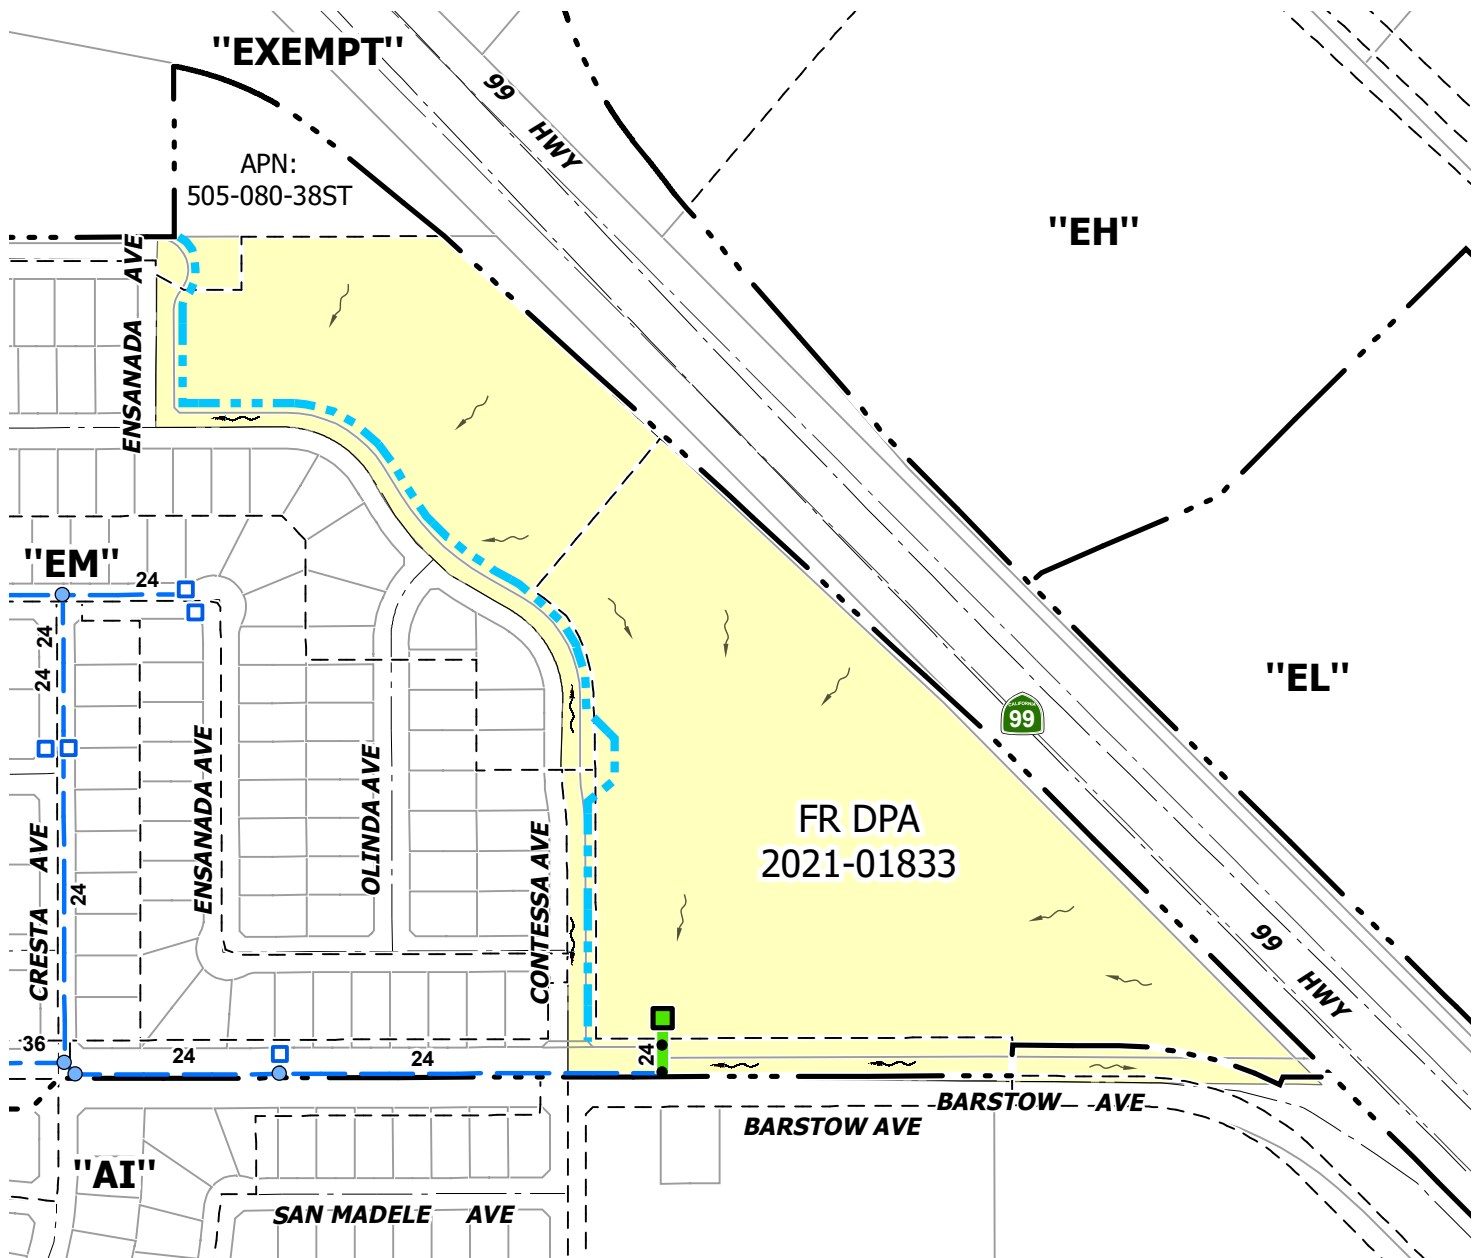 "EXEMPT"
99
HWY
APN:
505-080-38ST
"EH"
ENSANADA AVE
"EM"
24
24
24
24
"EL"
CALIFORNIA
99
ENSANADA AVE
OLINDA AVE
CONTESSA AVE
CRESTA AVE
FR DPA
2021-01833
99
HWY
36
24
24
24
BARSTOW AVE
BARSTOW AVE
"AI"
SAN MADELE AVE